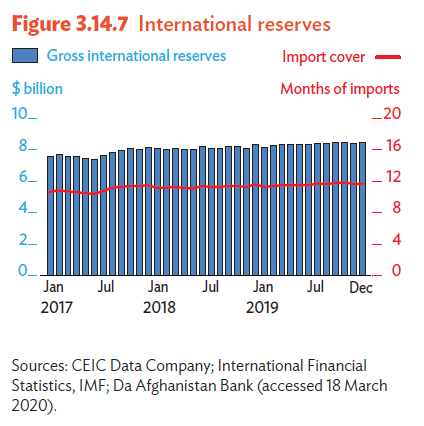 Figure 3.14.7 International reserves
Gross international reserves Import cover
$ billion Months of imports
10 20
8 16
6 12
4 8
2 4
0 0
Jan Jul Jan Jul Jan Jul Dec
2017 2018 2019
Sources: CEIC Data Company; International Financial
Statistics, IMF; Da Afghanistan Bank (accessed 18 March
2020).